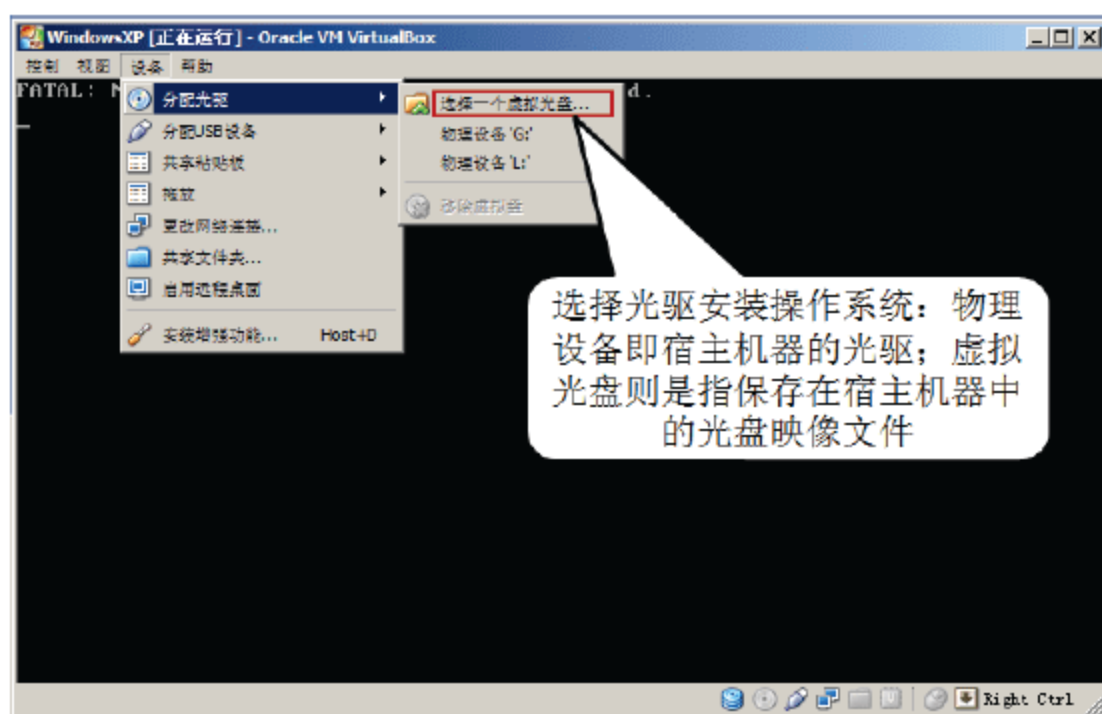 WindowsXP [正在运行] - Oracle VM VirtualBox
控制 视图 设备 帮助
FATAL: N
d.
分配光驱
选择一个虚拟光盘...
分配USB设备
物理设备 'G:'
共享粘贴板
物理设备 'L:'
拖放
移除虚拟盘
更改网络连接...
共享文件夹...
启用远程桌面
安装增强功能... Host+D
选择光驱安装操作系统：物理
设备即宿主机器的光驱；虚拟
光盘则是指保存在宿主机器中
的光盘映像文件
Right Ctrl